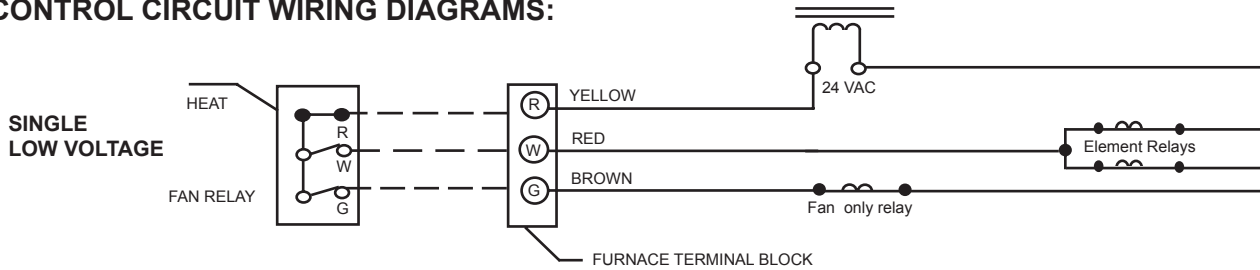 CONTROL CIRCUIT WIRING DIAGRAMS:
24 VAC
HEAT
SINGLE
LOW VOLTAGE
FAN RELAY
R
W
G
R
W
G
YELLOW
RED
BROWN
Element Relays
Fan only relay
FURNACE TERMINAL BLOCK